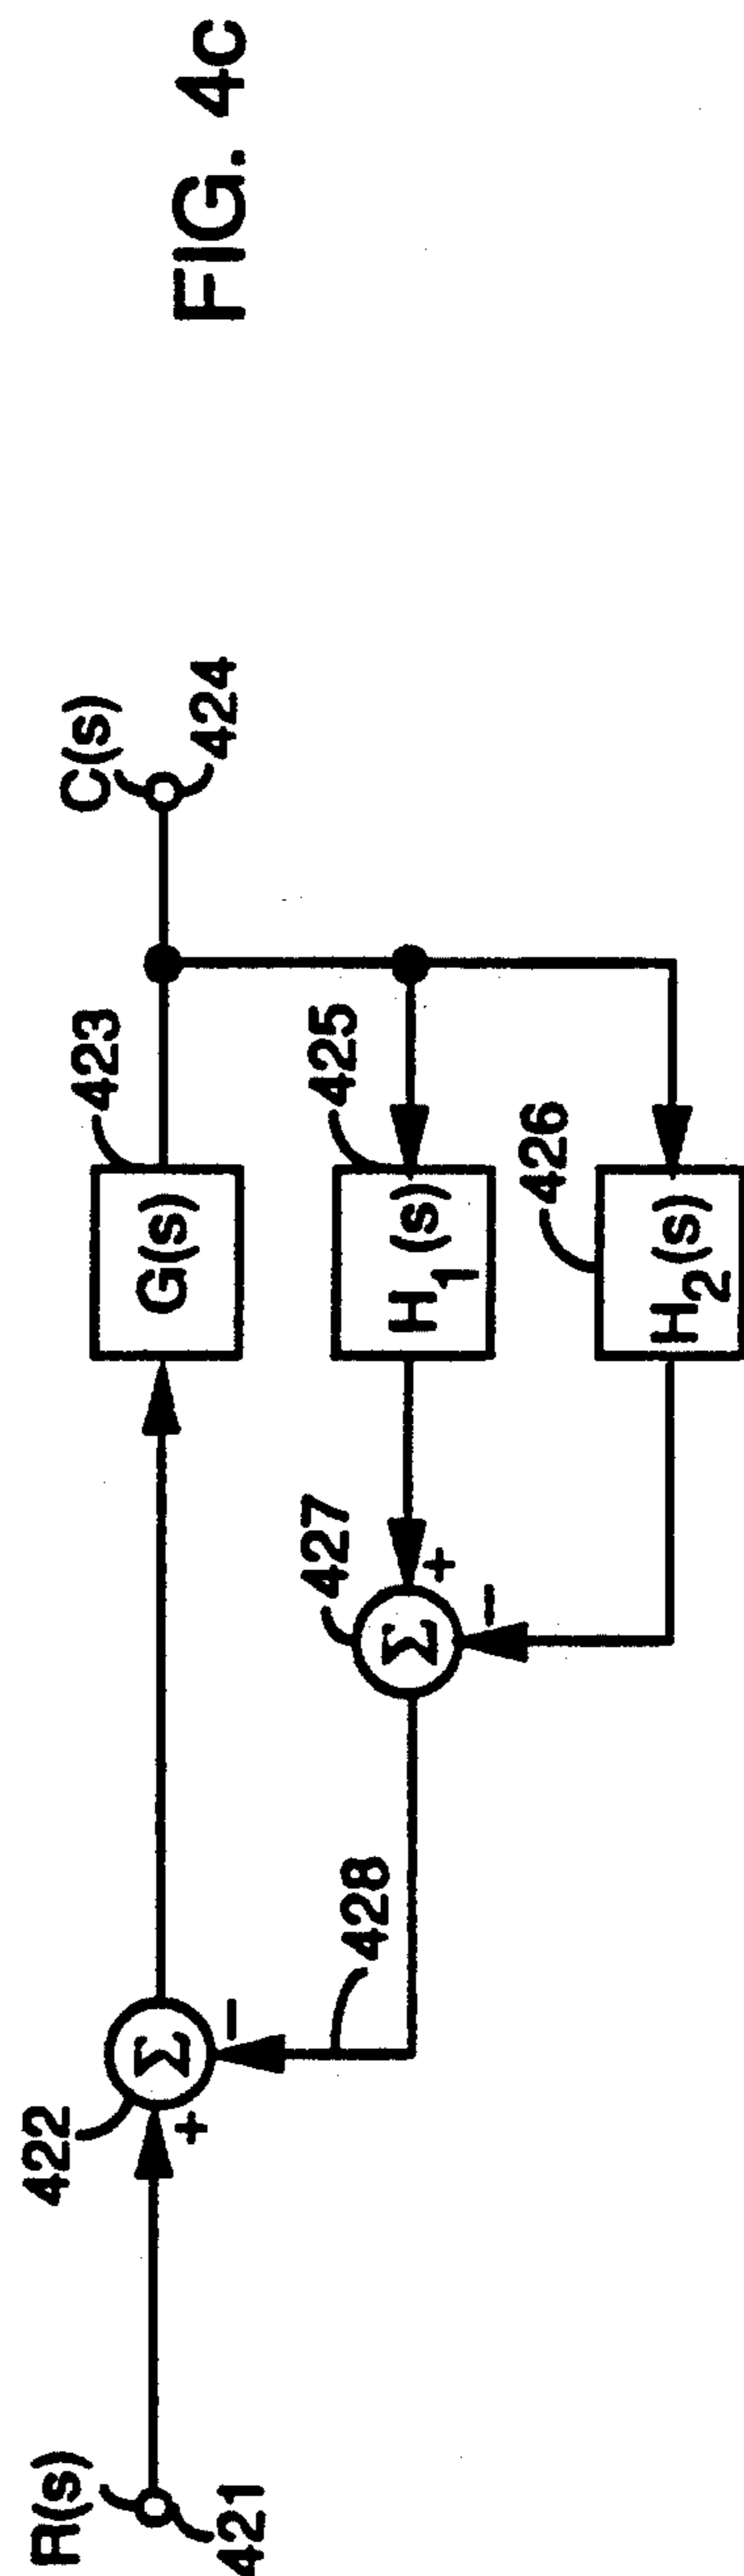 FIG. 4c
R(s)
421
422
+
−
Σ
428
427
Σ
+
−
G(s)
423
H1(s)
425
H2(s)
426
C(s)
424